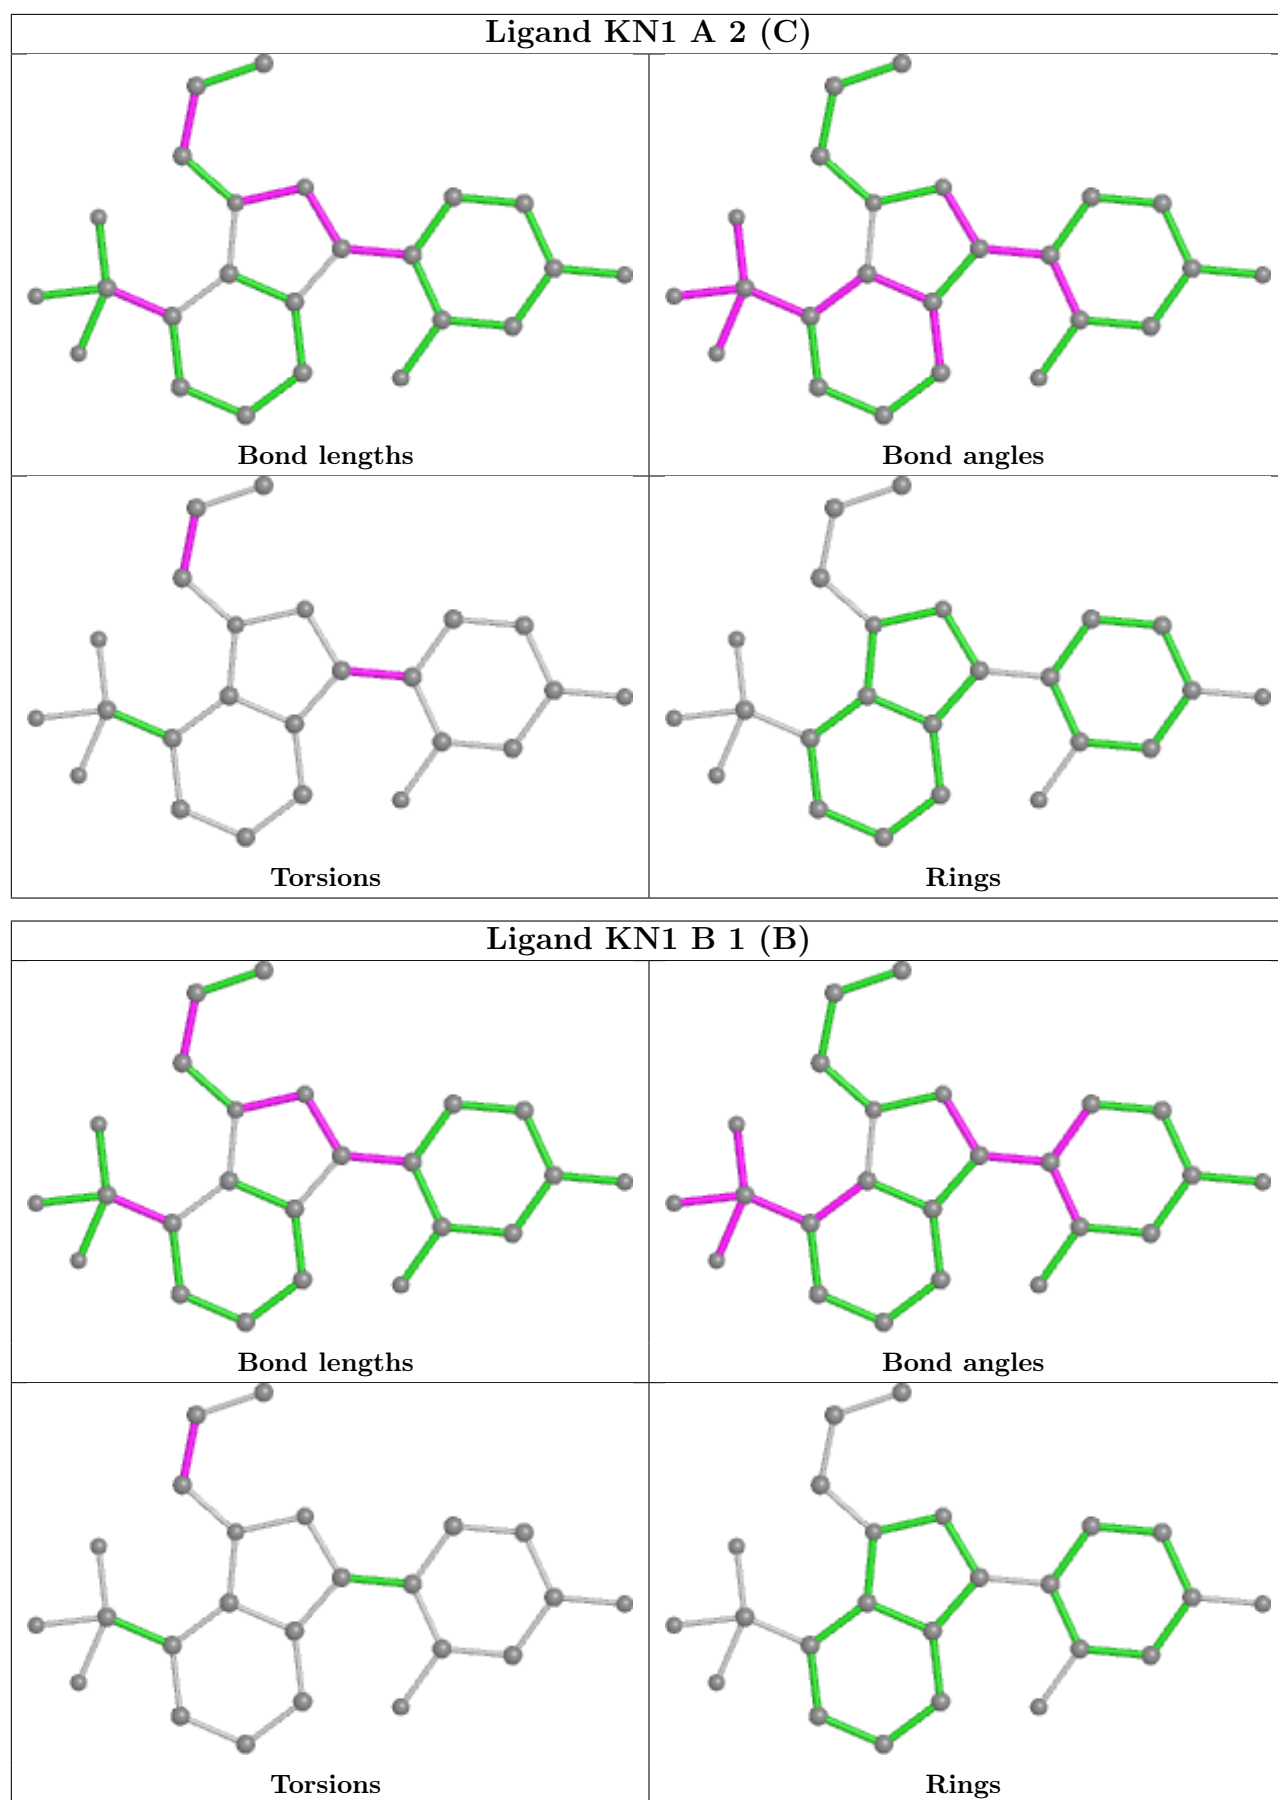 Ligand KN1 A 2 (C)
Bond lengths
Bond angles
Torsions
Rings
Ligand KN1 B 1 (B)
Bond lengths
Bond angles
Torsions
Rings